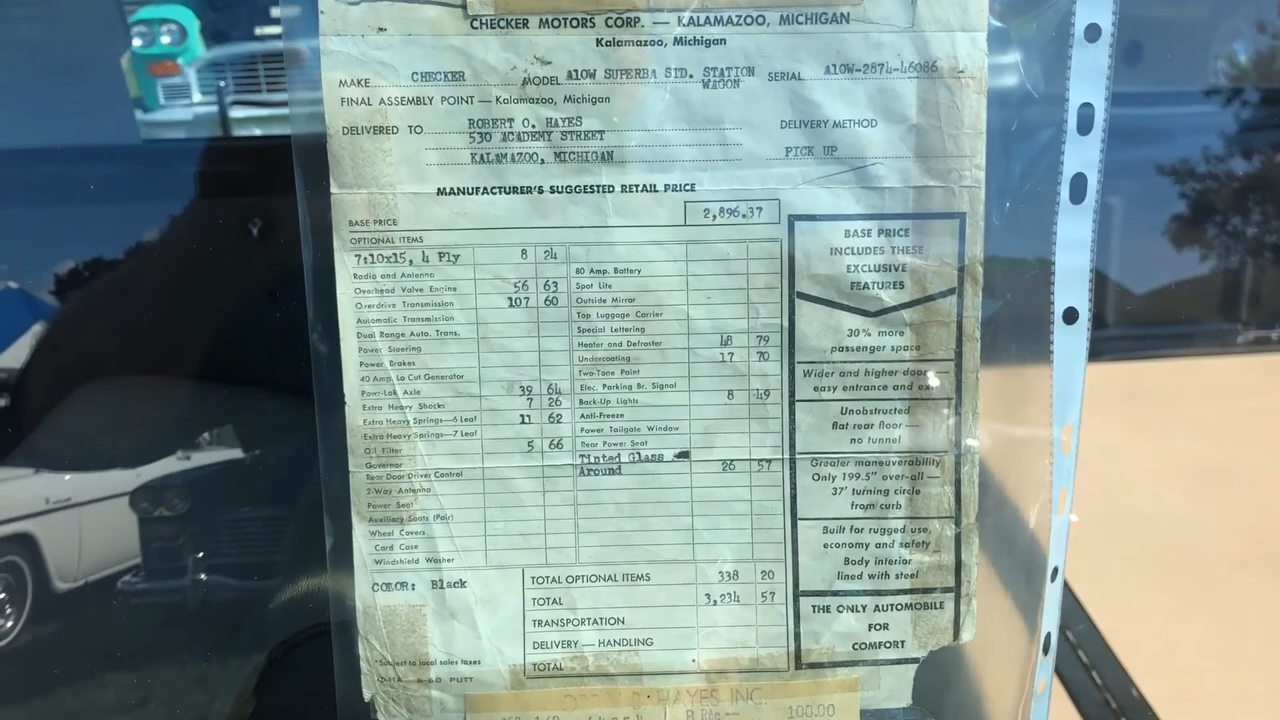 CHECKER MOTORS CORP. — KALAMAZOO, MICHIGAN
Kalamazoo, Michigan
MAKE CHECKER MODEL A10W SUPERBA STD. STATION WAGON SERIAL A10W-2874-46086
FINAL ASSEMBLY POINT — Kalamazoo, Michigan
DELIVERED TO ROBERT O. HAYES
530 ACADEMY STREET
KALAMAZOO, MICHIGAN
DELIVERY METHOD
PICK UP
MANUFACTURER'S SUGGESTED RETAIL PRICE
BASE PRICE 2,896.37
OPTIONAL ITEMS
7:10x15, 4 Ply 8 24
Radio and Antenna
Overhead Valve Engine 56 63
Overdrive Transmission 107 60
Automatic Transmission
Dual Range Auto. Trans.
Power Steering
Power Brakes
40 Amp. Lo Cut Generator
Powr-Lok Axle 39 64
Extra Heavy Shocks 7 26
Extra Heavy Springs—6 Leaf 11 62
Extra Heavy Springs—7 Leaf
Oil Filter 5 66
Governor
Rear Door Driver Control
2-Way Antenna
Power Seat
Auxiliary Seats (Pair)
Wheel Covers
Card Case
Windshield Washer
80 Amp. Battery
Spot Lite
Outside Mirror
Top Luggage Carrier
Special Lettering
Heater and Defroster 48 79
Undercoating 17 70
Two-Tone Paint
Elec. Parking Br. Signal
Back-Up Lights 8 49
Anti-Freeze
Power Tailgate Window
Rear Power Seat
Tinted Glass
Around 26 57
COLOR: Black
TOTAL OPTIONAL ITEMS 338 20
TOTAL 3,234 57
TRANSPORTATION
DELIVERY — HANDLING
TOTAL
*Subject to local sales taxes
6-60 PUTT
BASE PRICE
INCLUDES THESE
EXCLUSIVE
FEATURES
30% more
passenger space
Wider and higher doors —
easy entrance and
Unobstructed
flat rear floor —
no tunnel
Greater maneuverability
Only 199.5" over-all —
37' turning circle
from curb
Built for rugged use,
economy and safety
Body interior
lined with steel
THE ONLY AUTOMOBILE
FOR
COMFORT
HAYES INC.
100.00